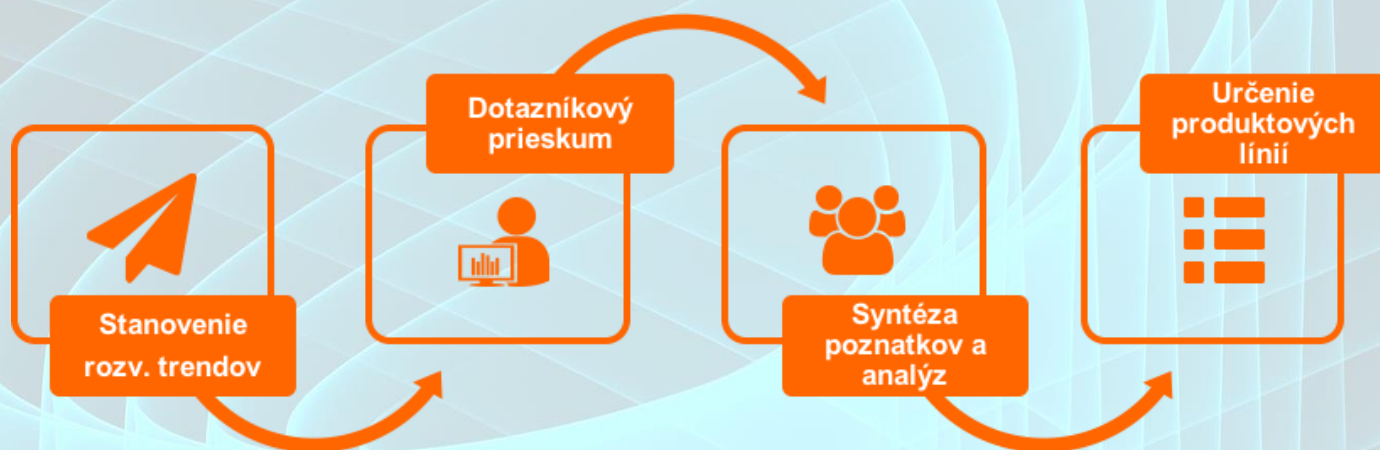 Stanovenie
rozv. trendov
Dotazníkový
prieskum
Syntéza
poznatkov a
analýz
Určenie
produktových
línií